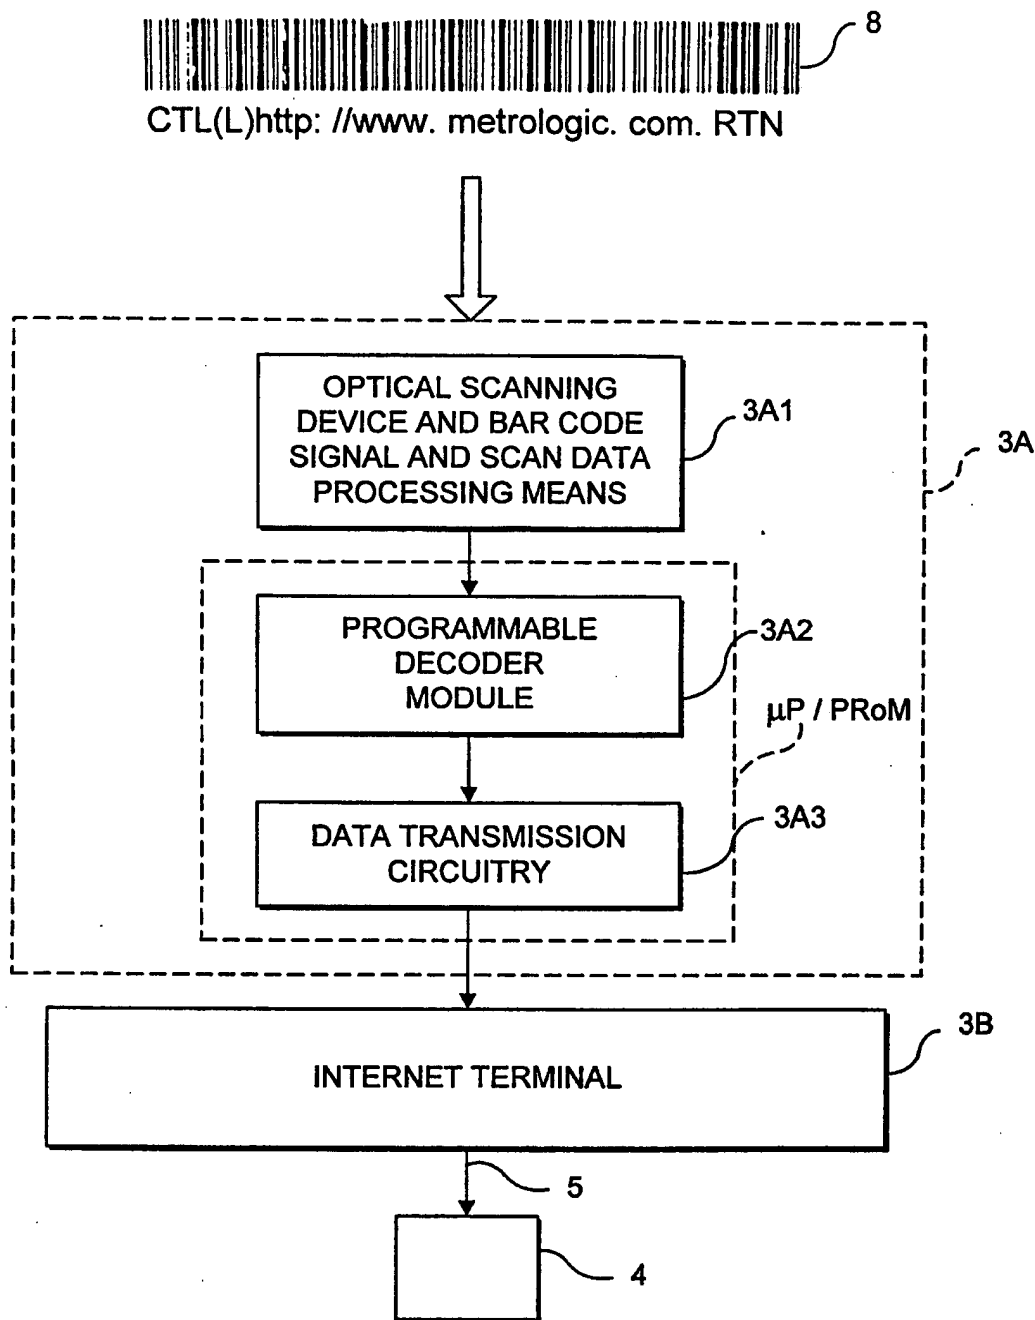 8
CTL(L)http: //www. metrologic. com. RTN
OPTICAL SCANNING
DEVICE AND BAR CODE
SIGNAL AND SCAN DATA
PROCESSING MEANS
3A1
3A
PROGRAMMABLE
DECODER
MODULE
3A2
μP / PRoM
DATA TRANSMISSION
CIRCUITRY
3A3
INTERNET TERMINAL
3B
5
4